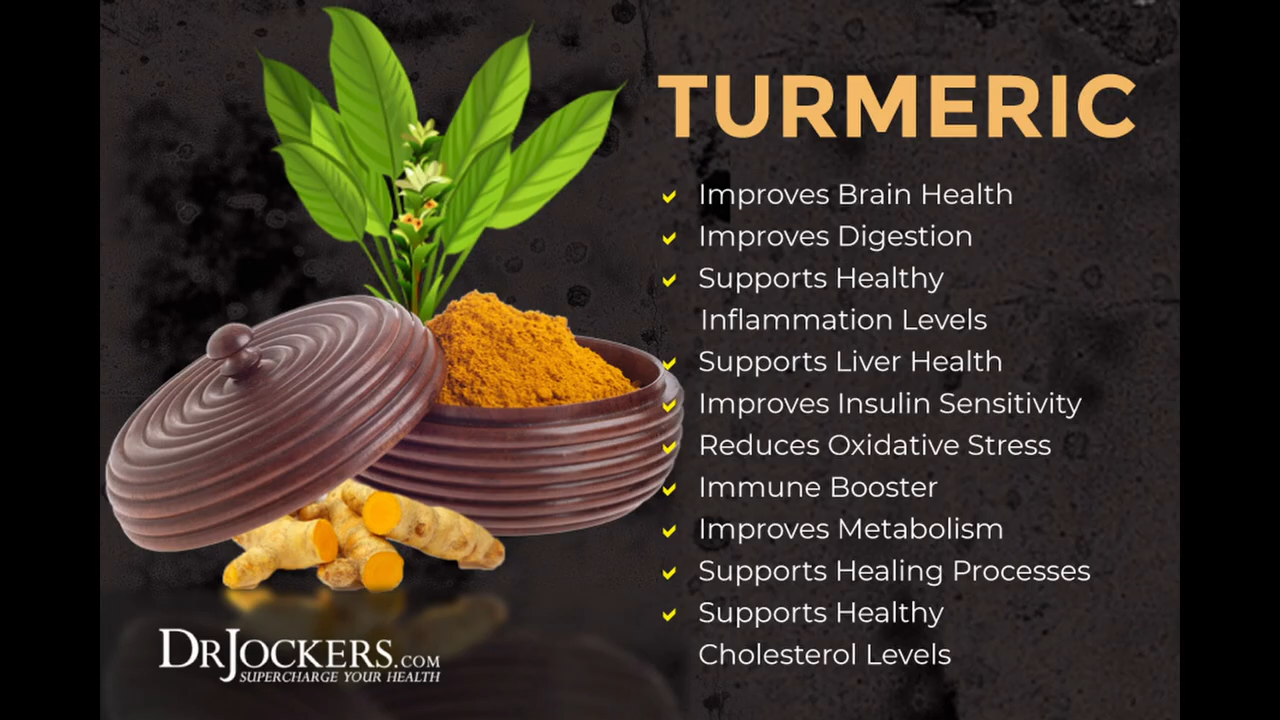 TURMERIC
Improves Brain Health
Improves Digestion
Supports Healthy
Inflammation Levels
Supports Liver Health
Improves Insulin Sensitivity
Reduces Oxidative Stress
Immune Booster
Improves Metabolism
Supports Healing Processes
Supports Healthy
Cholesterol Levels
DRJOCKERS.COM
SUPERCHARGE YOUR HEALTH